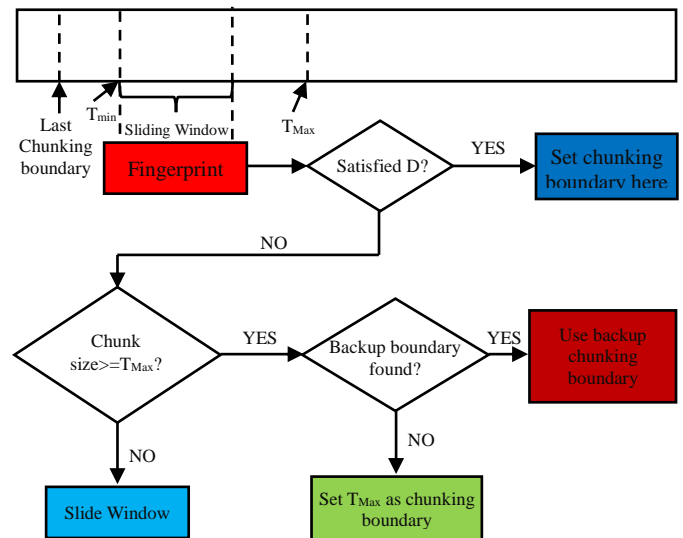 Last
Chunking
boundary
Tmin
Sliding Window
TMax
Fingerprint
Satisfied D?
YES
Set chunking
boundary here
NO
Chunk
size>=TMax?
YES
Backup boundary
found?
YES
Use backup
chunking
boundary
NO
NO
Slide Window
Set TMax as chunking
boundary